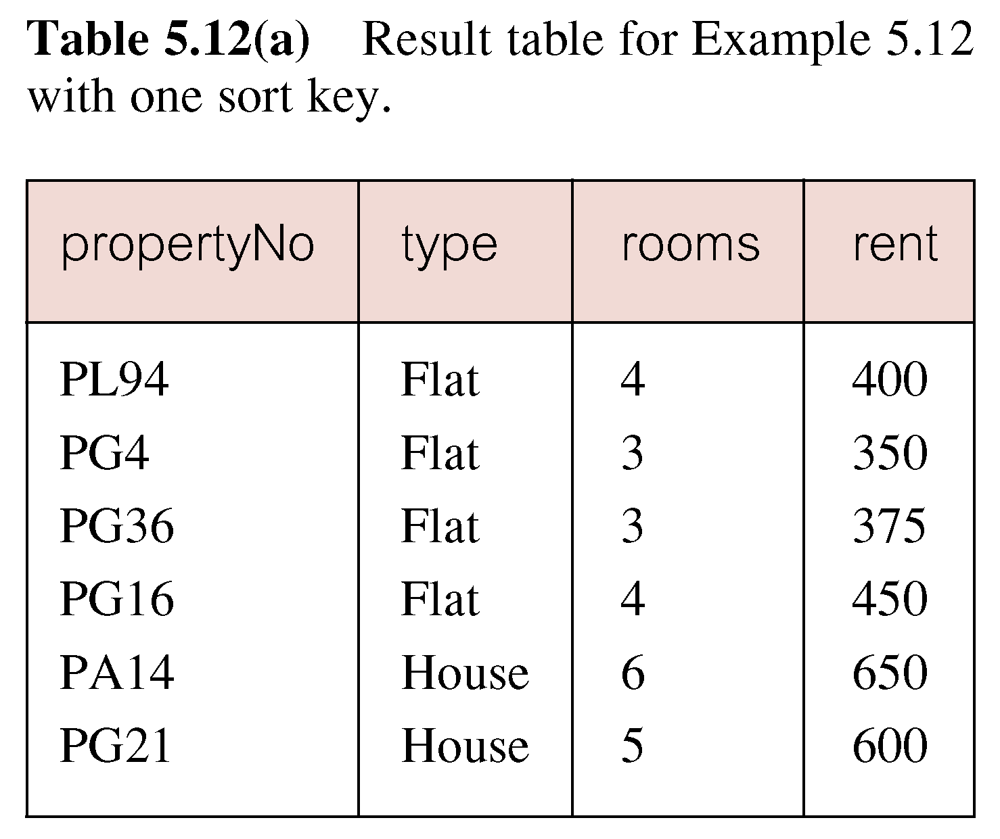 Table 5.12(a) Result table for Example 5.12
with one sort key.
propertyNo type rooms rent
PL94 Flat 4 400
PG4 Flat 3 350
PG36 Flat 3 375
PG16 Flat 4 450
PA14 House 6 650
PG21 House 5 600